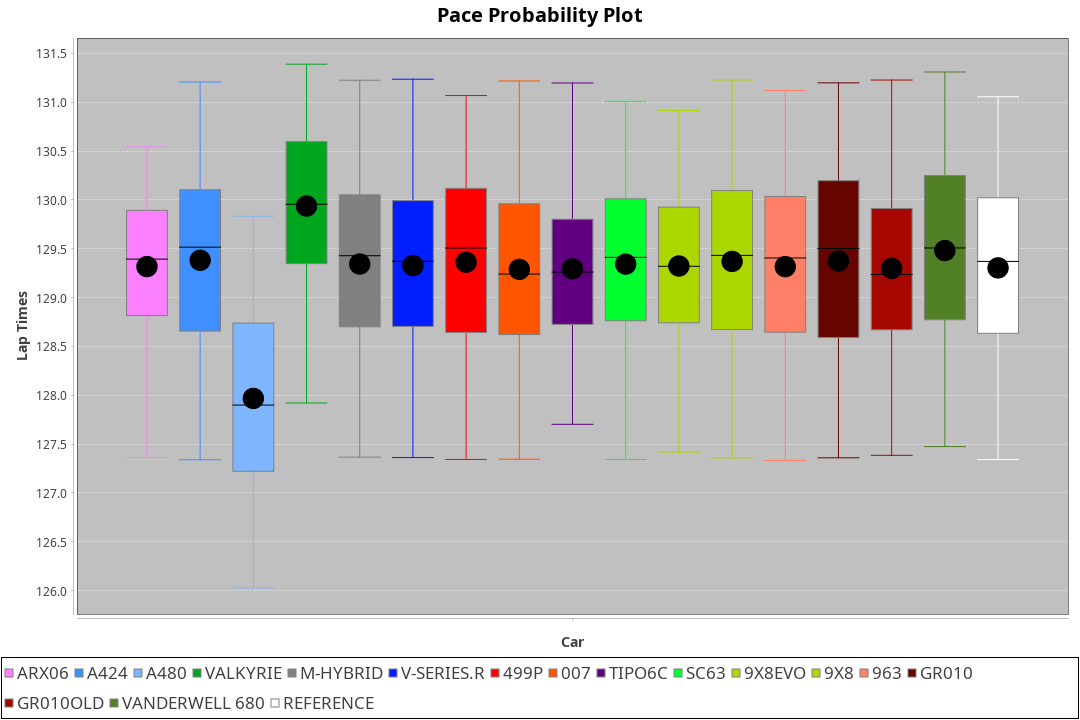 Pace Probability Plot
131.5
131.0
130.5
130.0
129.5
129.0
128.5
128.0
127.5
127.0
126.5
126.0
Lap Times
Car
ARX06 A424 A480 VALKYRIE M-HYBRID V-SERIES.R 499P 007 TIPO6C SC63 9X8EVO 9X8 963 GR010
GR010OLD VANDERWELL 680 REFERENCE